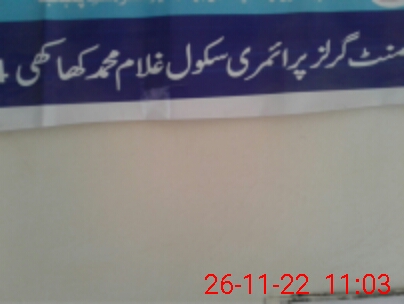 منٹ گرلز پرائمری سکول غلام محمد کھاکھی
26-11-22 11:03